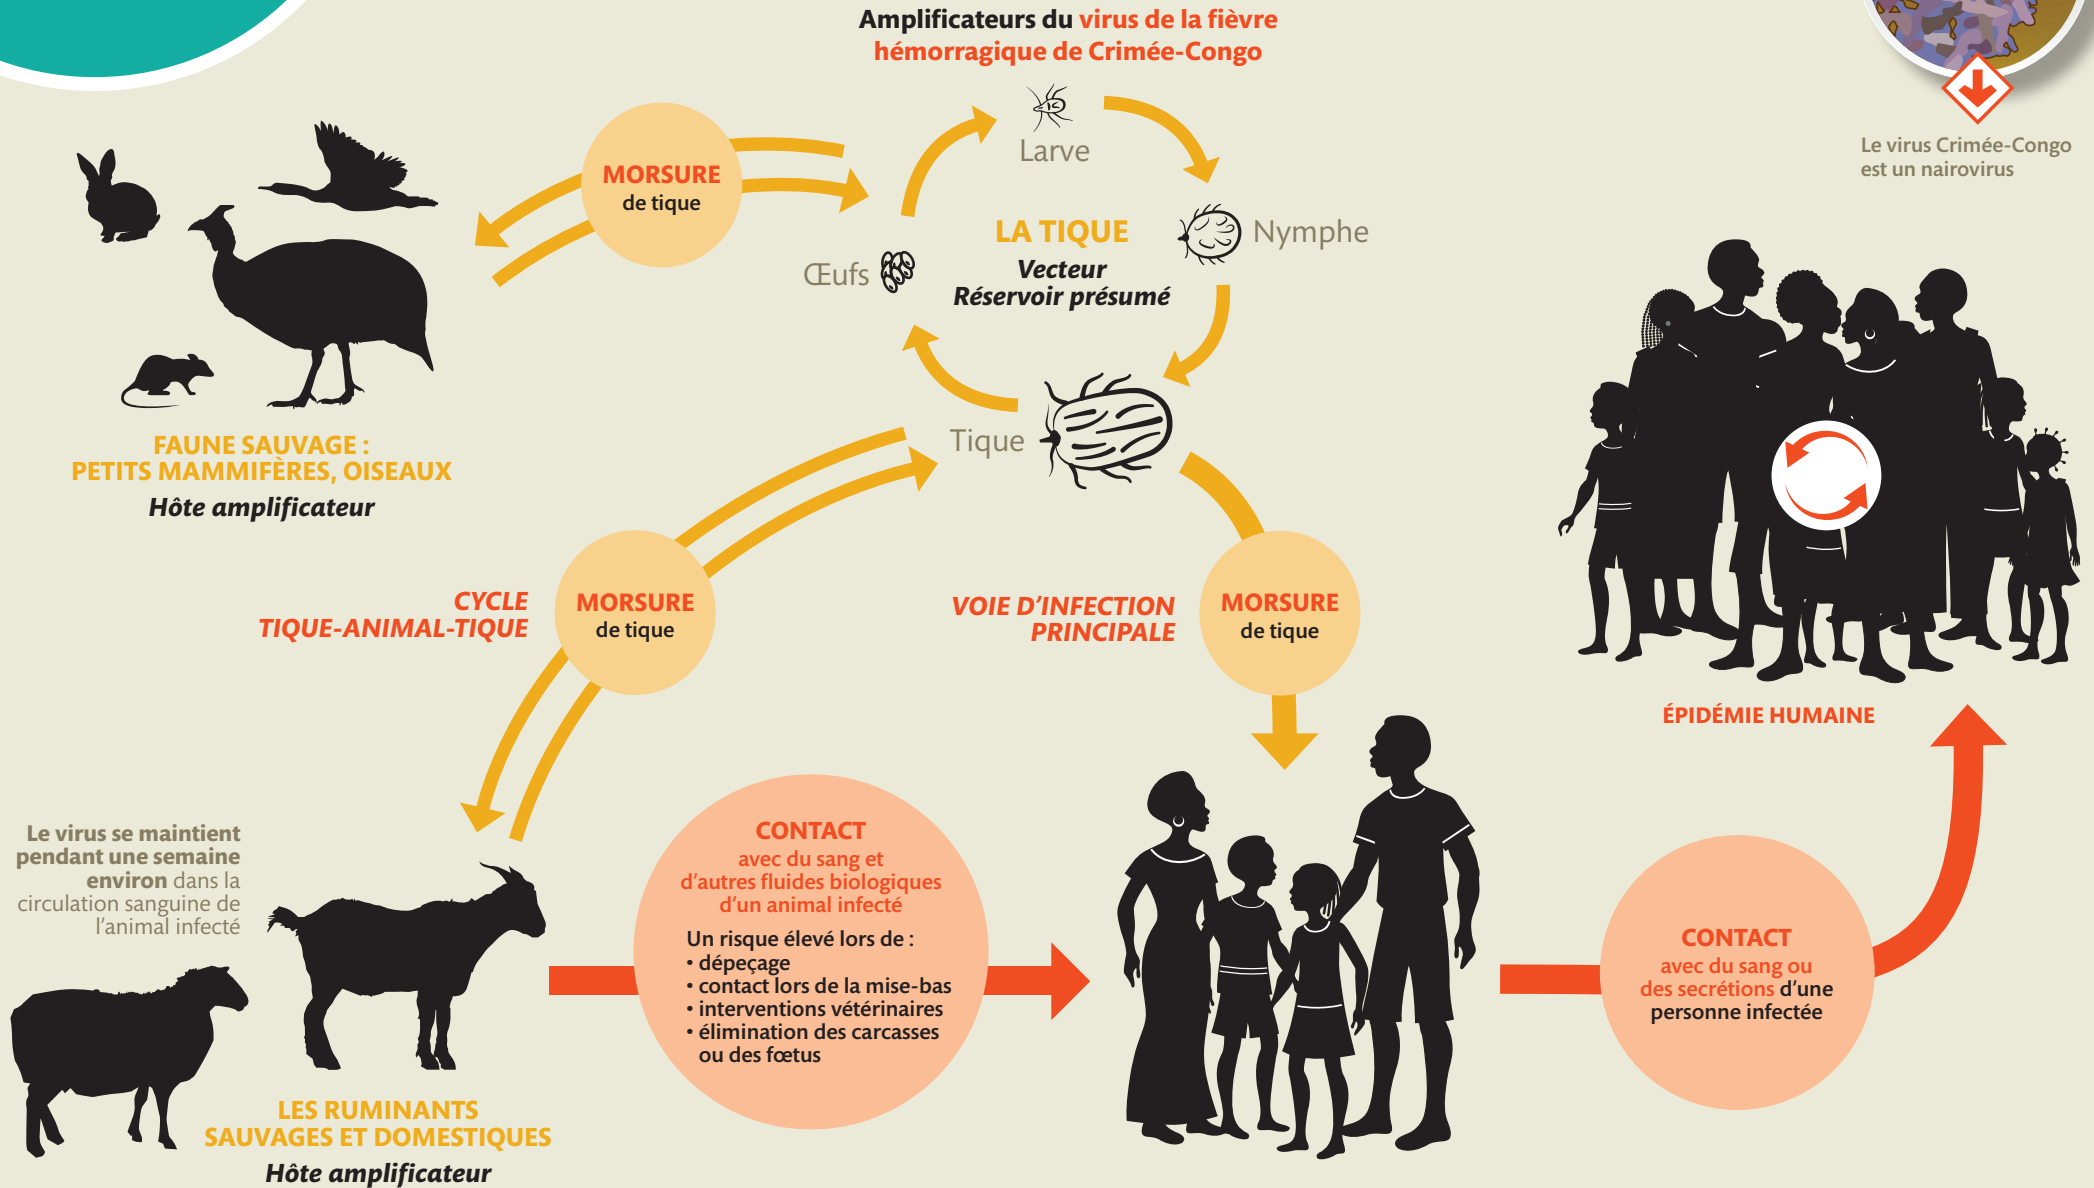 Amplificateurs du virus de la fièvre
hémorragique de Crimée-Congo
Le virus Crimée-Congo
est un nairovirus
MORSURE
de tique
Larve
LA TIQUE
Vecteur
Réservoir présumé
Nymphe
Œufs
Tique
FAUNE SAUVAGE :
PETITS MAMMIFÈRES, OISEAUX
Hôte amplificateur
CYCLE
TIQUE-ANIMAL-TIQUE
MORSURE
de tique
VOIE D'INFECTION
PRINCIPALE
MORSURE
de tique
ÉPIDÉMIE HUMAINE
Le virus se maintient
pendant une semaine
environ dans la
circulation sanguine de
l'animal infecté
CONTACT
avec du sang et
d'autres fluides biologiques
d'un animal infecté
Un risque élevé lors de :
• dépeçage
• contact lors de la mise-bas
• interventions vétérinaires
• élimination des carcasses
ou des fœtus
CONTACT
avec du sang ou
des secrétions d'une
personne infectée
LES RUMINANTS
SAUVAGES ET DOMESTIQUES
Hôte amplificateur